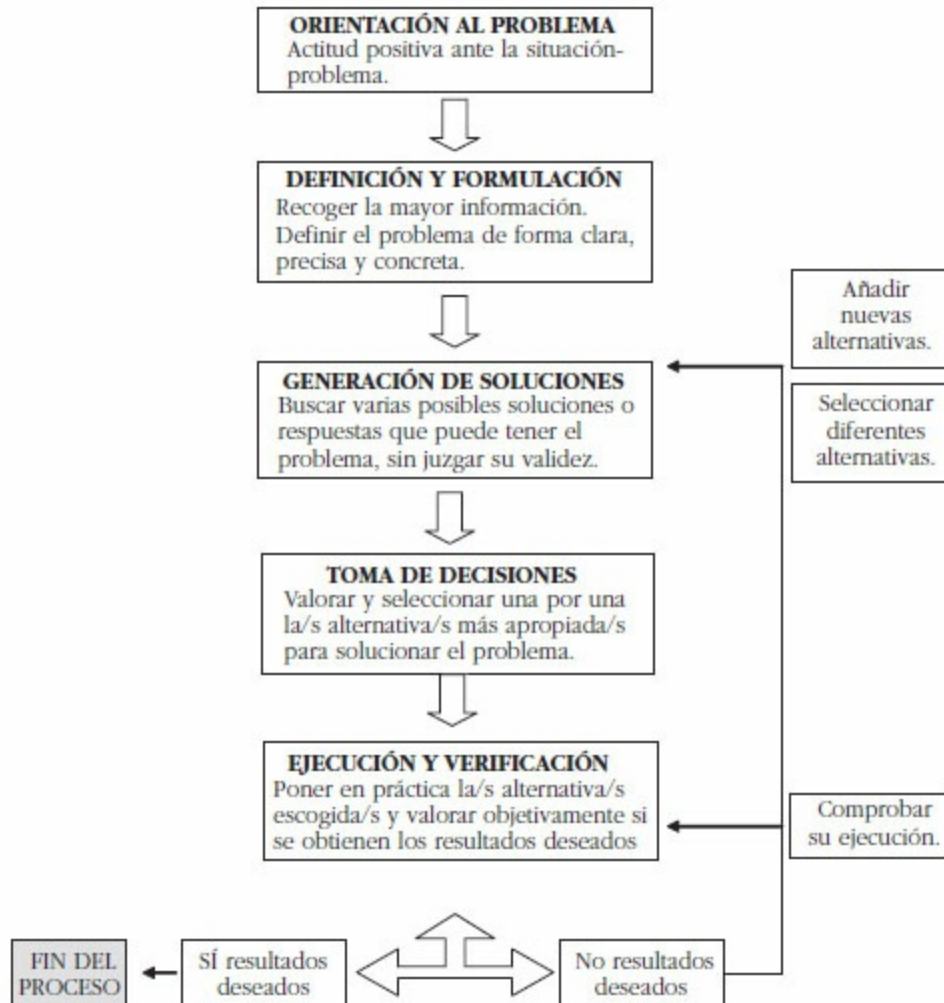 ORIENTACIÓN AL PROBLEMA
Actitud positiva ante la situación-
problema.
DEFINICIÓN Y FORMULACIÓN
Recoger la mayor información.
Definir el problema de forma clara,
precisa y concreta.
Añadir
nuevas
alternativas.
GENERACIÓN DE SOLUCIONES
Buscar varias posibles soluciones o
respuestas que puede tener el
problema, sin juzgar su validez.
Seleccionar
diferentes
alternativas.
TOMA DE DECISIONES
Valorar y seleccionar una por una
la/s alternativa/s más apropiada/s
para solucionar el problema.
EJECUCIÓN Y VERIFICACIÓN
Poner en práctica la/s alternativa/s
escogida/s y valorar objetivamente si
se obtienen los resultados deseados
Comprobar
su ejecución.
FIN DEL
PROCESO
SÍ resultados
deseados
No resultados
deseados